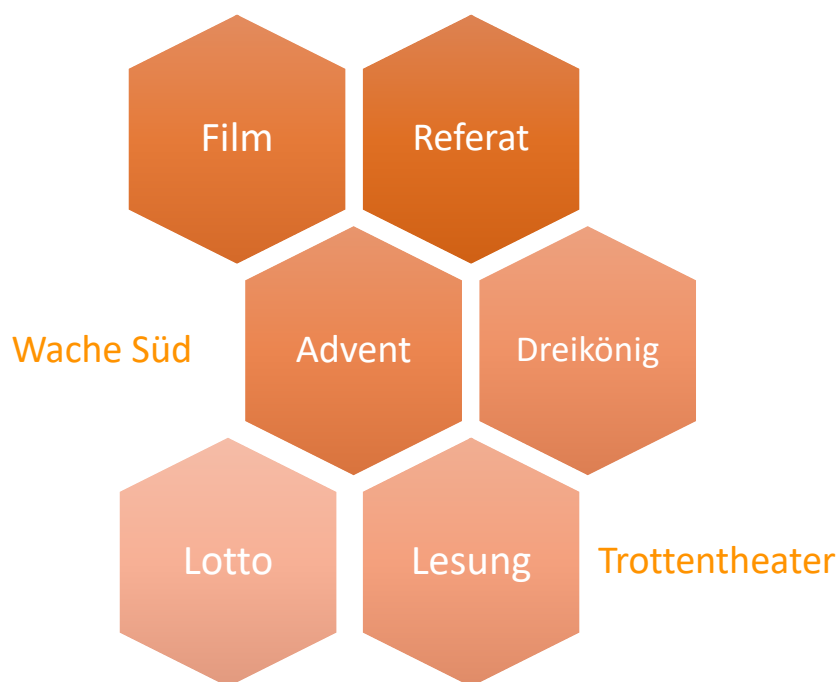 Film
Referat
Wache Süd
Advent
Dreikönig
Lotto
Lesung
Trottentheater